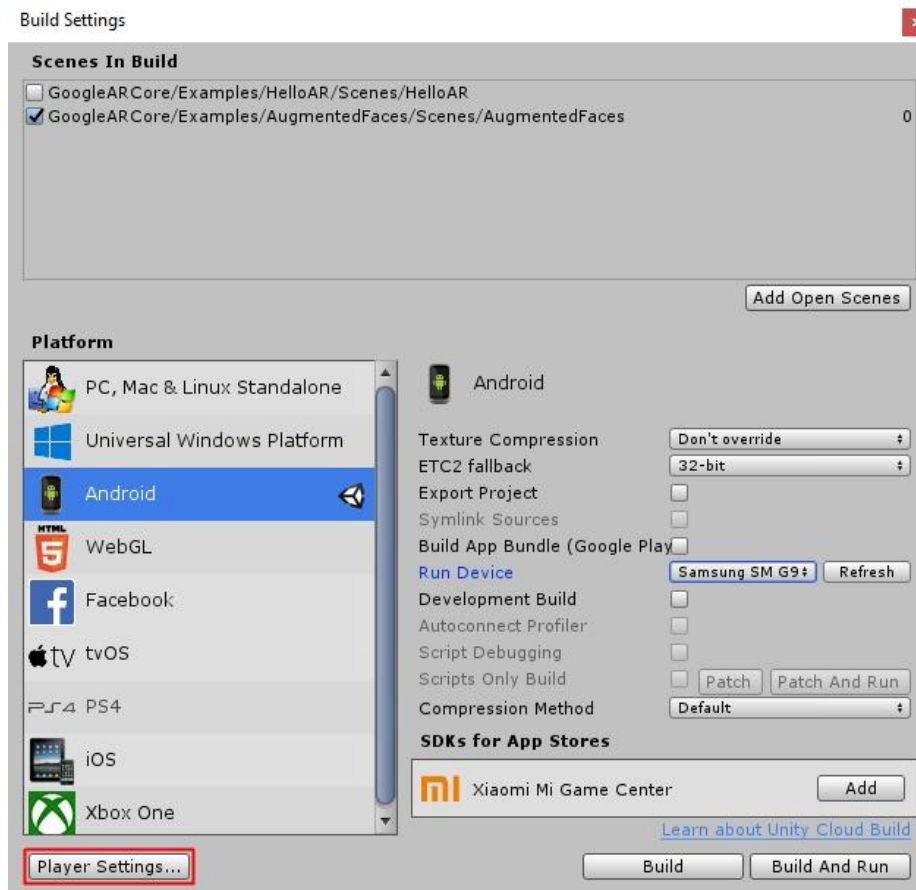 Build Settings
Scenes In Build
GoogleARCore/Examples/HelloAR/Scenes/HelloAR
GoogleARCore/Examples/AugmentedFaces/Scenes/AugmentedFaces 0
Add Open Scenes
Platform
PC, Mac & Linux Standalone
Universal Windows Platform
Android
HTML
5
WebGL
f
Facebook
tv
tvOS
PS4
PS4
iOS
Xbox One
Android
Texture Compression Don't override
ETC2 fallback 32-bit
Export Project
Symlink Sources
Build App Bundle (Google Play
Run Device Samsung SM G9 Refresh
Development Build
Autoconnect Profiler
Script Debugging
Scripts Only Build Patch Patch And Run
Compression Method Default
SDKs for App Stores
mi Xiaomi Mi Game Center Add
Learn about Unity Cloud Build
Player Settings... Build Build And Run